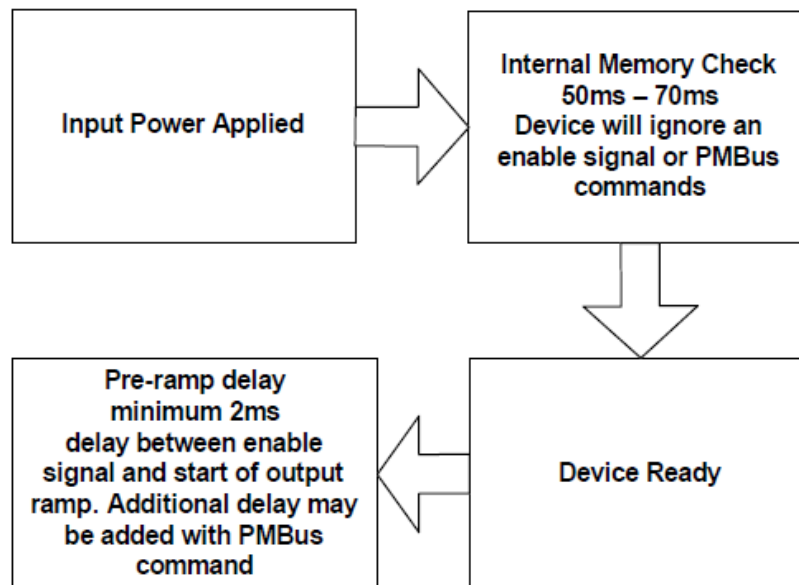 Input Power Applied
Internal Memory Check
50ms – 70ms
Device will ignore an
enable signal or PMBus
commands
Device Ready
Pre-ramp delay
minimum 2ms
delay between enable
signal and start of output
ramp. Additional delay may
be added with PMBus
command